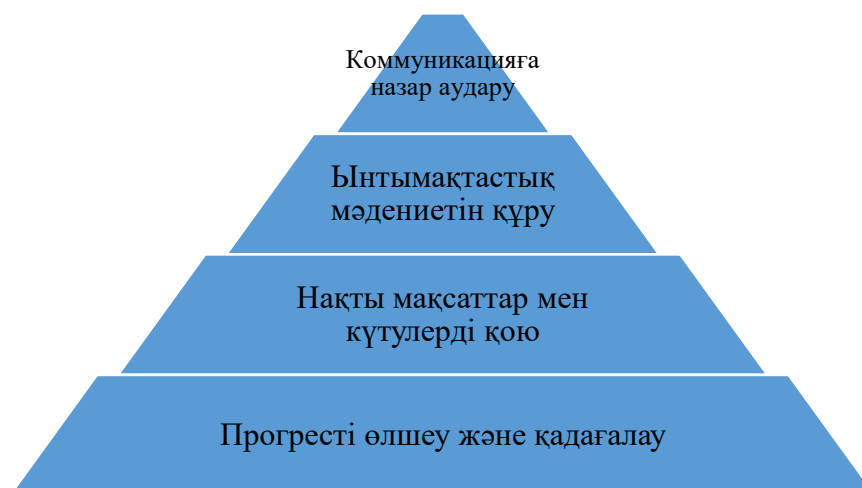 Коммуникацияға
назар аудару
Ынтымақтастық
мәдениетін құру
Нақты мақсаттар мен
күтулерді қою
Прогресті өлшеу және қадағалау